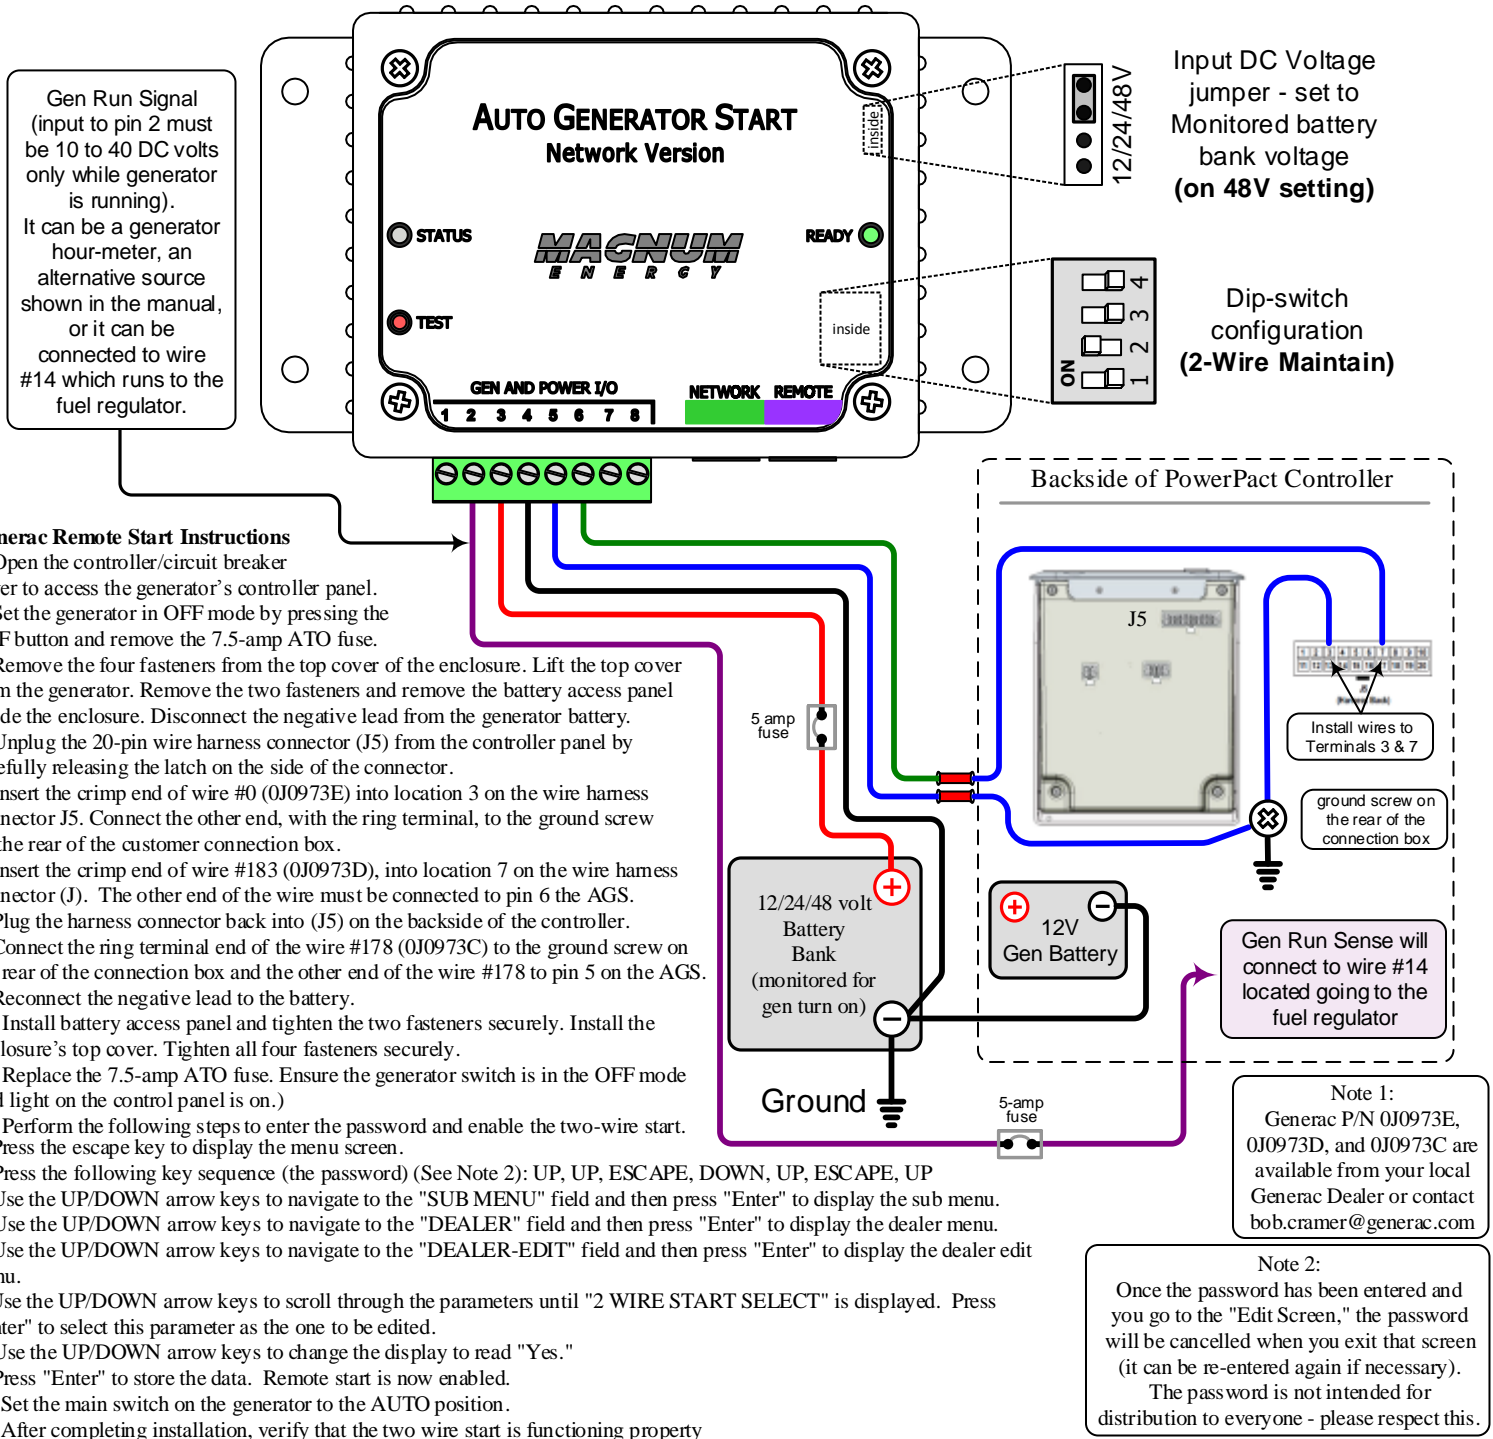 Gen Run Signal
(input to pin 2 must
be 10 to 40 DC volts
only while generator
is running).
It can be a generator
hour-meter, an
alternative source
shown in the manual,
or it can be
connected to wire
#14 which runs to the
fuel regulator.
AUTO GENERATOR START
Network Version
STATUS
MAGNUM
ENERGY
READY
TEST
inside
inside
GEN AND POWER I/O
1 2 3 4 5 6 7 8
NETWORK REMOTE
12/24/48V
Input DC Voltage
jumper - set to
Monitored battery
bank voltage
(on 48V setting)
4
3
2
1
ON
Dip-switch
configuration
(2-Wire Maintain)
Backside of PowerPact Controller
J5
1 2 3 4 5 6 7 8 9 10
11 12 13 14 15 16 17 18 19 20
J5
Install wires to
Terminals 3 & 7
ground screw on
the rear of the
connection box
5 amp
fuse
12/24/48 volt
Battery
Bank
(monitored for
gen turn on)
12V
Gen Battery
Ground
5-amp
fuse
Gen Run Sense will
connect to wire #14
located going to the
fuel regulator
nerac Remote Start Instructions
Open the controller/circuit breaker
er to access the generator's controller panel.
Set the generator in OFF mode by pressing the
F button and remove the 7.5-amp ATO fuse.
Remove the four fasteners from the top cover of the enclosure. Lift the top cover
m the generator. Remove the two fasteners and remove the battery access panel
de the enclosure. Disconnect the negative lead from the generator battery.
Unplug the 20-pin wire harness connector (J5) from the controller panel by
efully releasing the latch on the side of the connector.
nsert the crimp end of wire #0 (0J0973E) into location 3 on the wire harness
nector J5. Connect the other end, with the ring terminal, to the ground screw
the rear of the customer connection box.
nsert the crimp end of wire #183 (0J0973D), into location 7 on the wire harness
nector (J). The other end of the wire must be connected to pin 6 the AGS.
Plug the harness connector back into (J5) on the backside of the controller.
Connect the ring terminal end of the wire #178 (0J0973C) to the ground screw on
rear of the connection box and the other end of the wire #178 to pin 5 on the AGS.
Reconnect the negative lead to the battery.
Install battery access panel and tighten the two fasteners securely. Install the
losure's top cover. Tighten all four fasteners securely.
Replace the 7.5-amp ATO fuse. Ensure the generator switch is in the OFF mode
d light on the control panel is on.)
Perform the following steps to enter the password and enable the two-wire start.
Press the escape key to display the menu screen.
Press the following key sequence (the password) (See Note 2): UP, UP, ESCAPE, DOWN, UP, ESCAPE, UP
Use the UP/DOWN arrow keys to navigate to the "SUB MENU" field and then press "Enter" to display the sub menu.
Use the UP/DOWN arrow keys to navigate to the "DEALER" field and then press "Enter" to display the dealer menu.
Use the UP/DOWN arrow keys to navigate to the "DEALER-EDIT" field and then press "Enter" to display the dealer edit
nu.
Use the UP/DOWN arrow keys to scroll through the parameters until "2 WIRE START SELECT" is displayed. Press
nter" to select this parameter as the one to be edited.
Use the UP/DOWN arrow keys to change the display to read "Yes."
Press "Enter" to store the data. Remote start is now enabled.
Set the main switch on the generator to the AUTO position.
After completing installation, verify that the two wire start is functioning property
Note 1:
Generac P/N 0J0973E,
0J0973D, and 0J0973C are
available from your local
Generac Dealer or contact
bob.cramer@generac.com
Note 2:
Once the password has been entered and
you go to the "Edit Screen," the password
will be cancelled when you exit that screen
(it can be re-entered again if necessary).
The password is not intended for
distribution to everyone - please respect this.